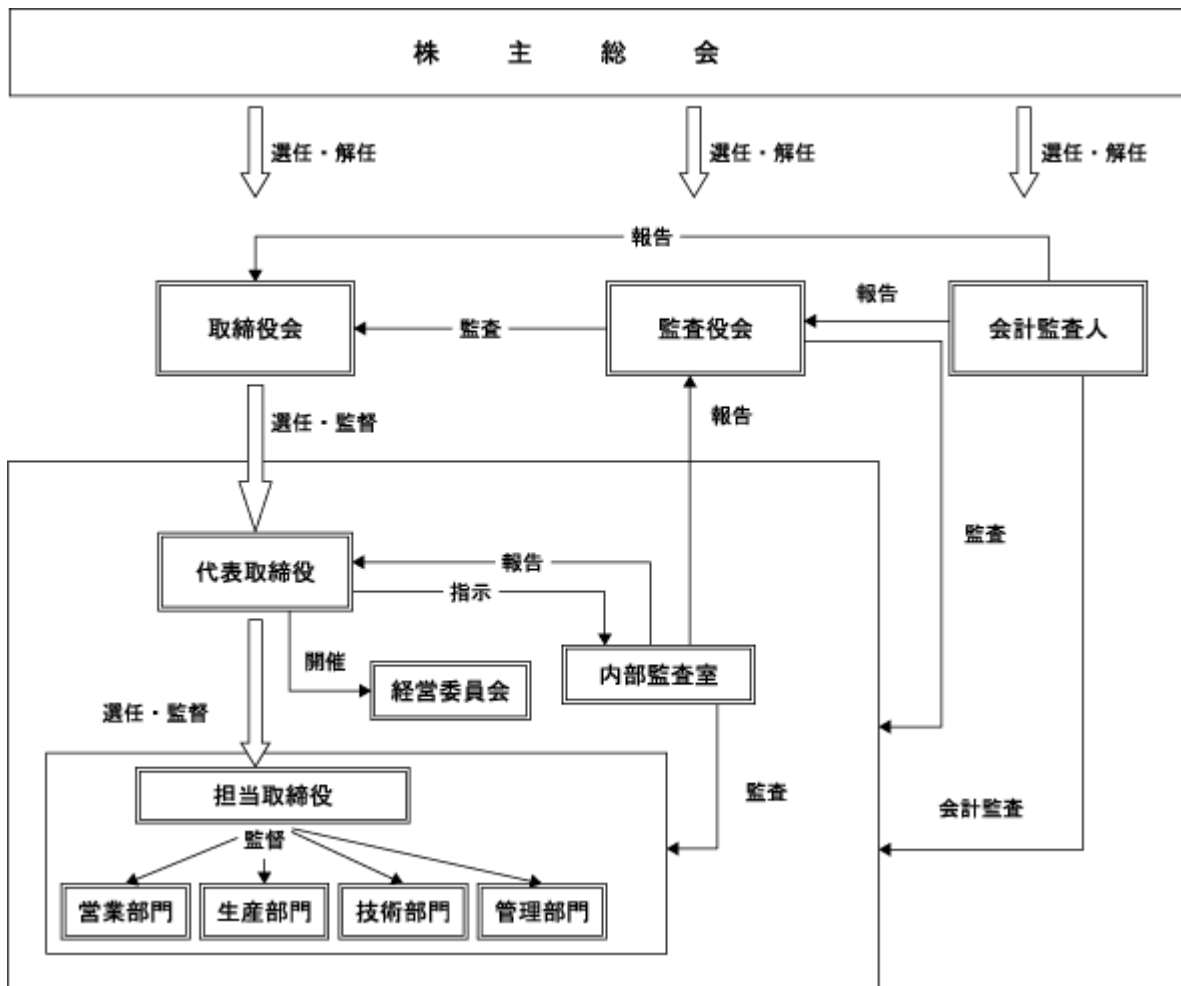 株主総会
選任・解任
選任・解任
選任・解任
報告
報告
取締役会
監査
監査役会
会計監査人
選任・監督
報告
監査
代表取締役
報告
指示
開催
経営委員会
内部監査室
選任・監督
担当取締役
監査
会計監査
監督
営業部門
生産部門
技術部門
管理部門